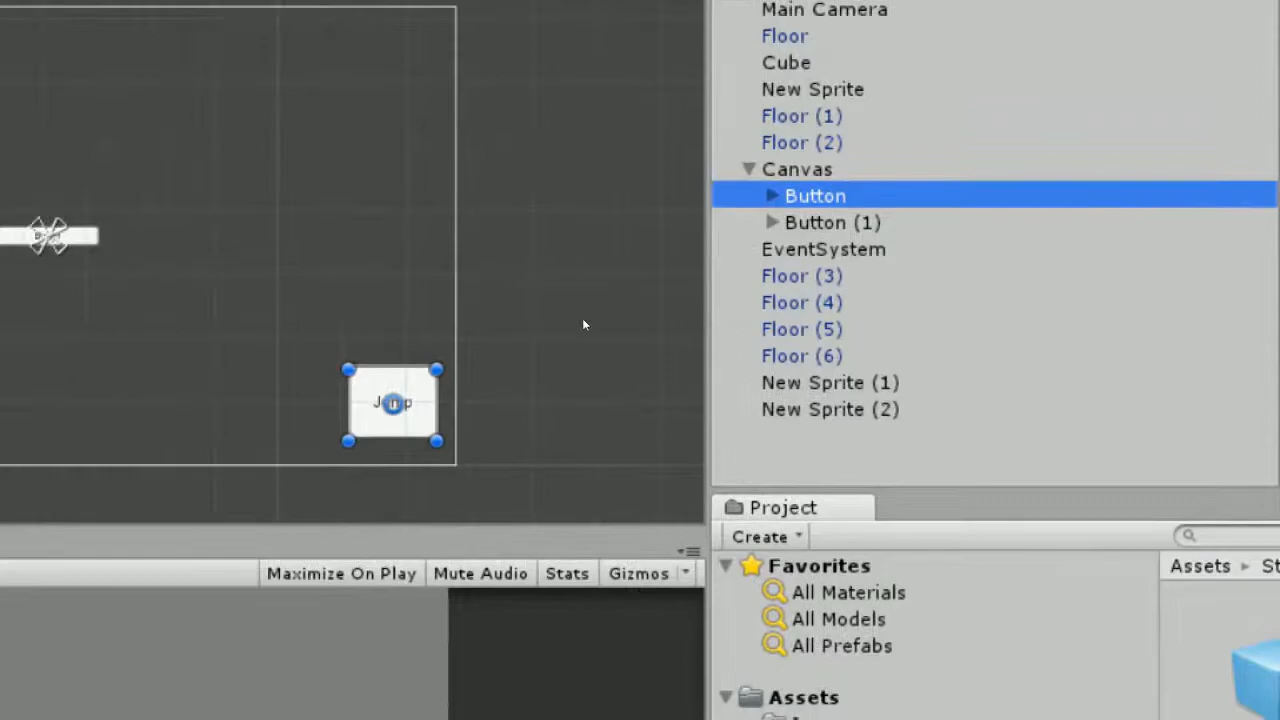 Main Camera
Floor
Cube
New Sprite
Floor (1)
Floor (2)
Canvas
Button
Button (1)
EventSystem
Floor (3)
Floor (4)
Floor (5)
Floor (6)
New Sprite (1)
New Sprite (2)
Jump
Project
Create
Maximize On Play Mute Audio Stats Gizmos
Favorites
All Materials
All Models
All Prefabs
Assets
Assets St